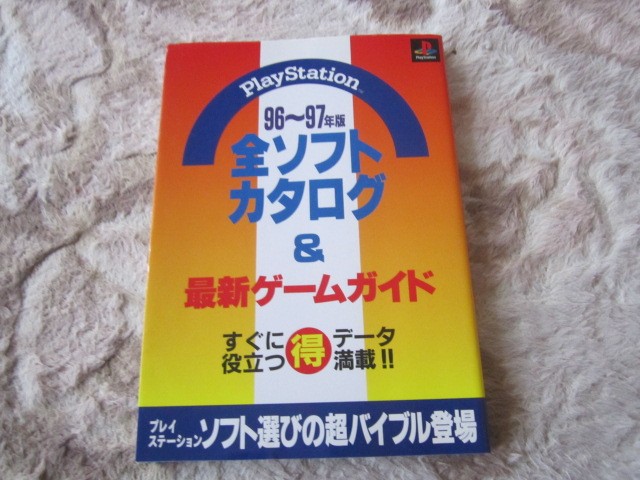 PlayStation
PlayStation™
96〜97年版
全ソフト
カタログ
&
最新ゲームガイド
すぐに
役立つ
得
データ
満載!!
プレイ
ステーション
ソフト選びの超バイブル登場